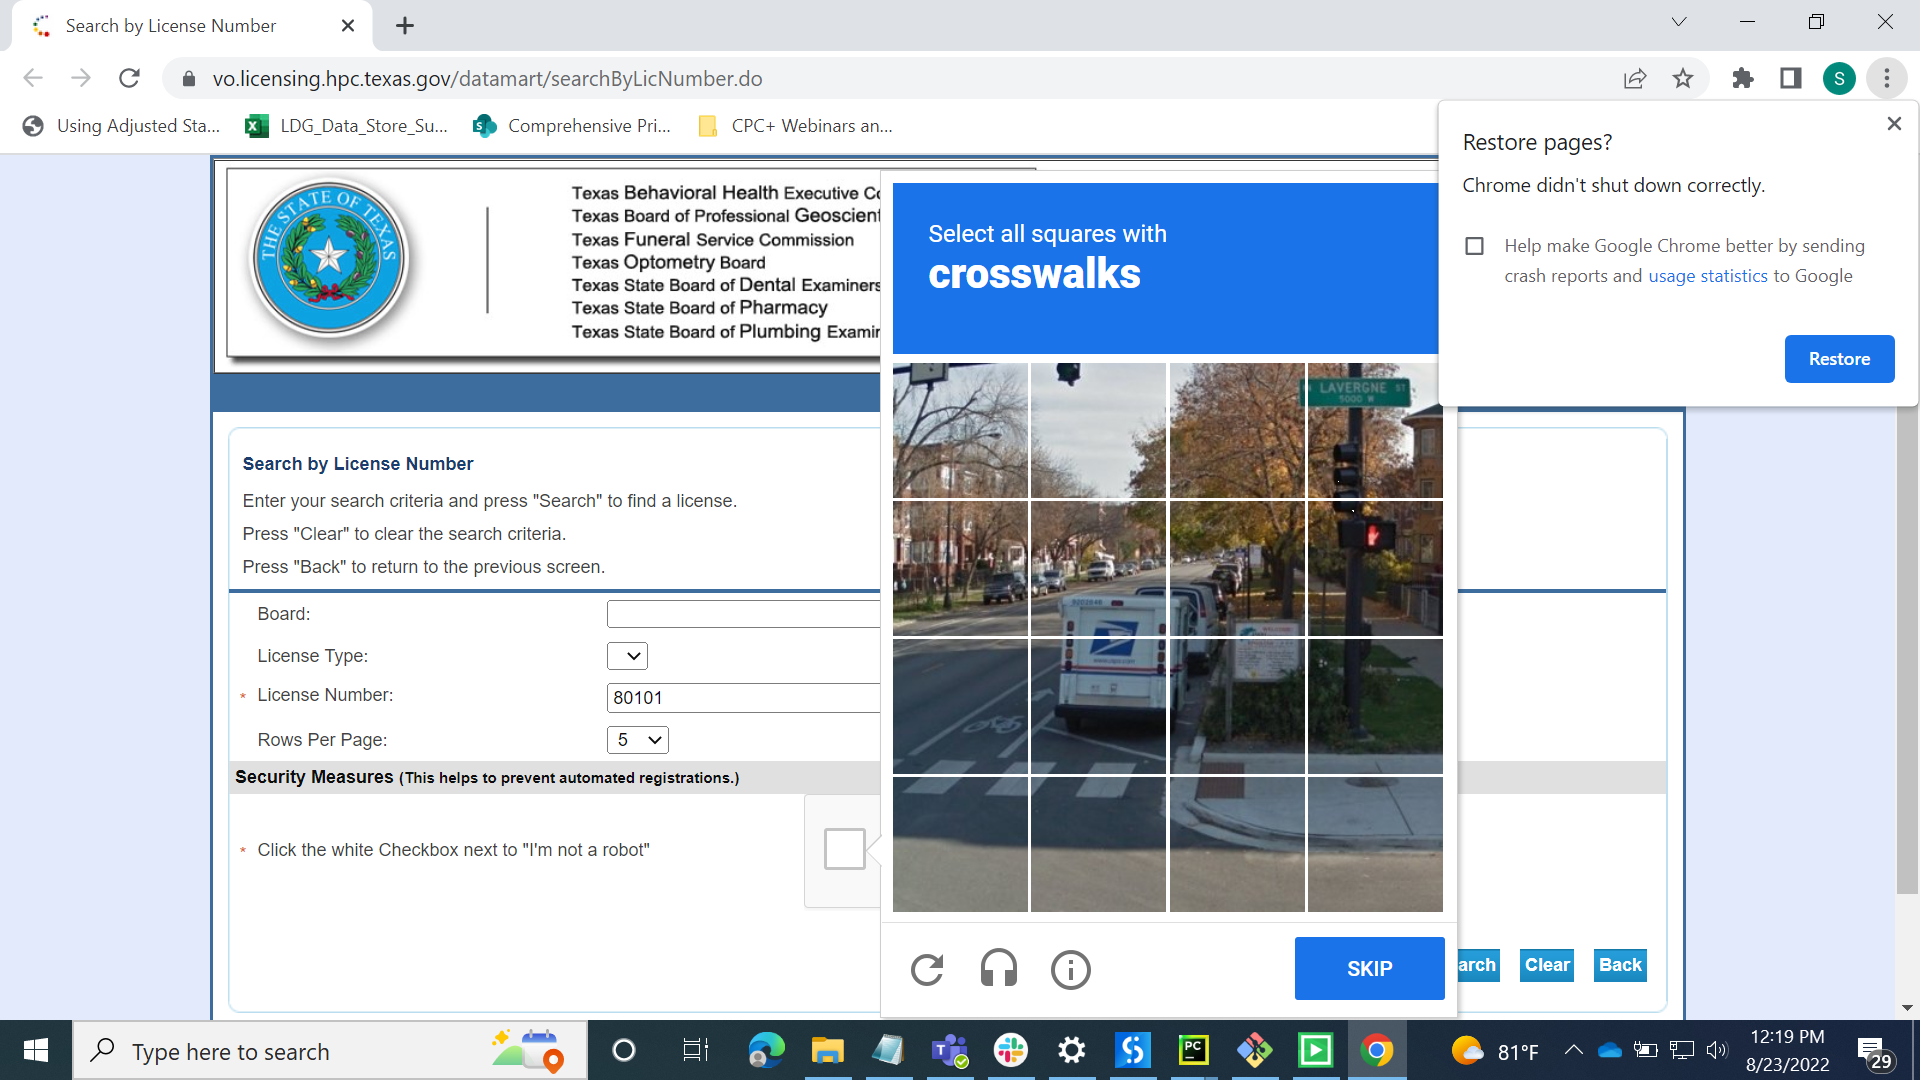 Search by License Number
vo.licensing.hpc.texas.gov/datamart/searchByLicNumber.do
S
Using Adjusted Sta...
LDG_Data_Store_Su...
Comprehensive Pri...
CPC+ Webinars an...
Restore pages?
Chrome didn't shut down correctly.
Help make Google Chrome better by sending
crash reports and usage statistics to Google
Restore
THE STATE OF TEXAS
Texas Behavioral Health Executive Co
Texas Board of Professional Geoscient
Texas Funeral Service Commission
Texas Optometry Board
Texas State Board of Dental Examiners
Texas State Board of Pharmacy
Texas State Board of Plumbing Examin
Select all squares with
crosswalks
LAVERGNE ST
5000 W
Search by License Number
Enter your search criteria and press "Search" to find a license.
Press "Clear" to clear the search criteria.
Press "Back" to return to the previous screen.
Board:
License Type:
* License Number:
80101
Rows Per Page:
5
www.usps.com
Security Measures (This helps to prevent automated registrations.)
* Click the white Checkbox next to "I'm not a robot"
SKIP
arch
Clear
Back
Type here to search
PC
81°F
12:19 PM
8/23/2022
29